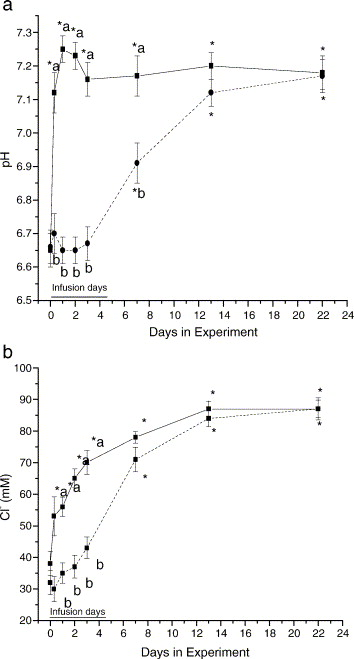 a
7.3
7.2
7.1
7.0
6.9
6.8
6.7
6.6
6.5
pH
*a
*a
*a
*a
*a
*
*
*
*
*b
b
b
b
b
Infusion days
0 2 4 6 8 10 12 14 16 18 20 22 24
Days in Experiment
b
100
90
80
70
60
50
40
30
20
Cl⁻ (mM)
*a
*a
*a
*a
*
*
*
*
*
*
b
b
b
b
Infusion days
0 2 4 6 8 10 12 14 16 18 20 22 24
Days in Experiment